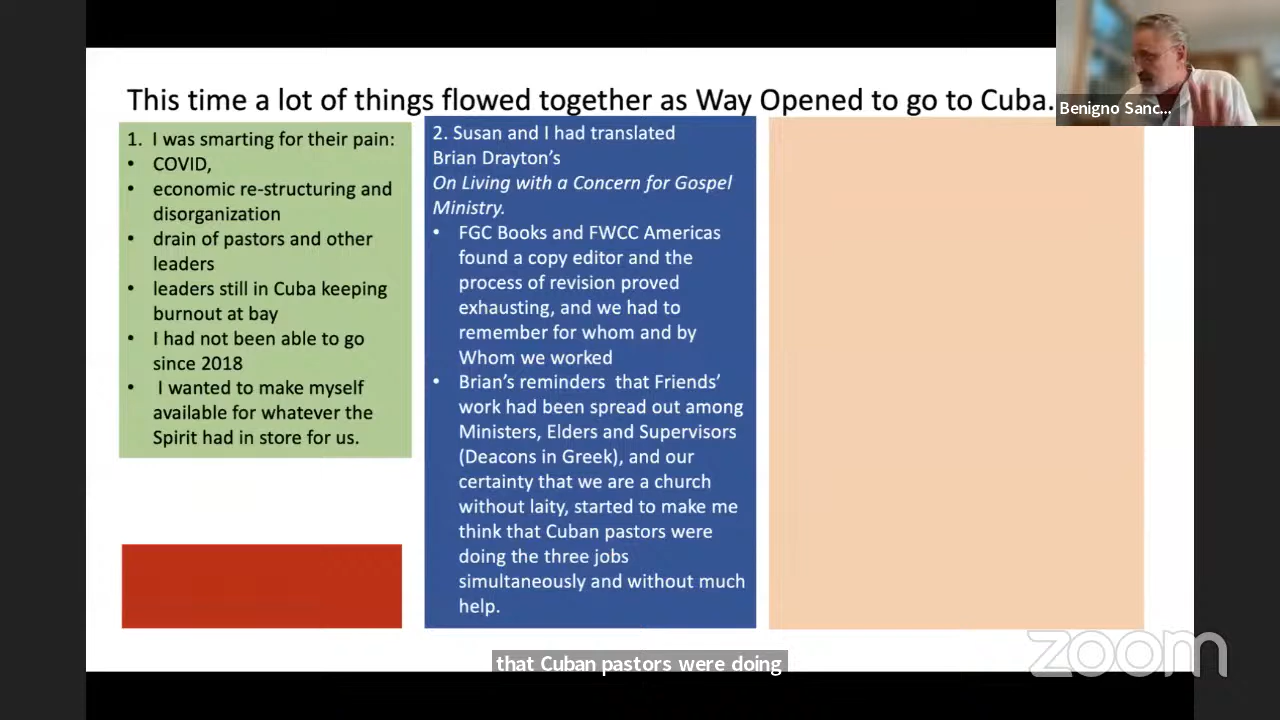 This time a lot of things flowed together as Way Opened to go to Cuba.
Benigno Sanc...
1. I was smarting for their pain:
• COVID,
• economic re-structuring and
disorganization
• drain of pastors and other
leaders
• leaders still in Cuba keeping
burnout at bay
• I had not been able to go
since 2018
• I wanted to make myself
available for whatever the
Spirit had in store for us.
2. Susan and I had translated
Brian Drayton’s
On Living with a Concern for Gospel
Ministry.
• FGC Books and FWCC Americas
found a copy editor and the
process of revision proved
exhausting, and we had to
remember for whom and by
Whom we worked
• Brian’s reminders that Friends’
work had been spread out among
Ministers, Elders and Supervisors
(Deacons in Greek), and our
certainty that we are a church
without laity, started to make me
think that Cuban pastors were
doing the three jobs
simultaneously and without much
help.
zoom
that Cuban pastors were doing